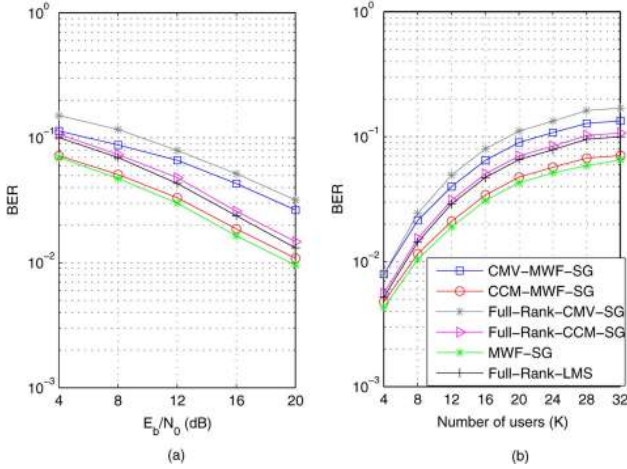 10^0
10^-1
10^-2
10^-3
BER
4 8 12 16 20
E_b/N_0 (dB)
(a)
10^0
10^-1
10^-2
10^-3
BER
CMV-MWF-SG
CCM-MWF-SG
Full-Rank-CMV-SG
Full-Rank-CCM-SG
MWF-SG
Full-Rank-LMS
4 8 12 16 20 24 28 32
Number of users (K)
(b)